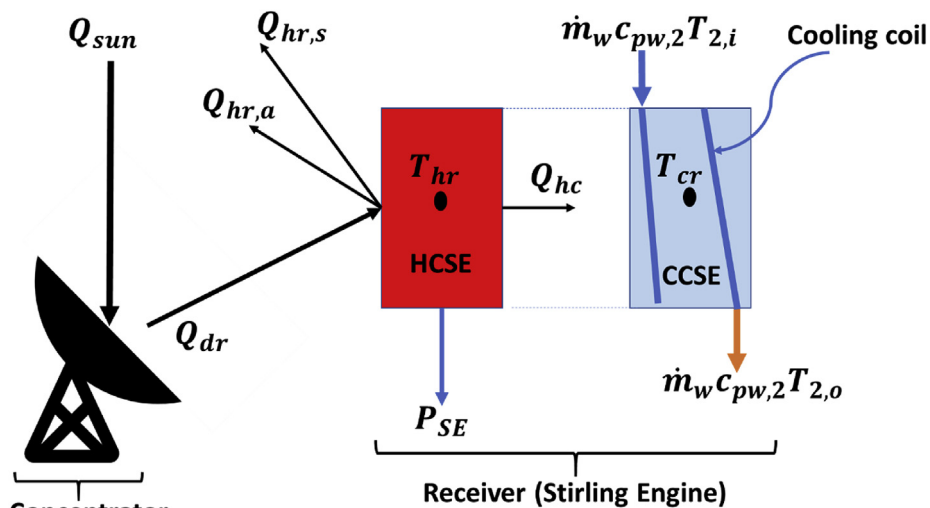 Q_sun
Q_hr,s
Q_hr,a
ṁ_w c_pw,2 T_2,i
Cooling coil
T_hr
Q_hc
T_cr
HCSE
CCSE
Q_dr
P_SE
ṁ_w c_pw,2 T_2,o
Receiver (Stirling Engine)
Concentrator